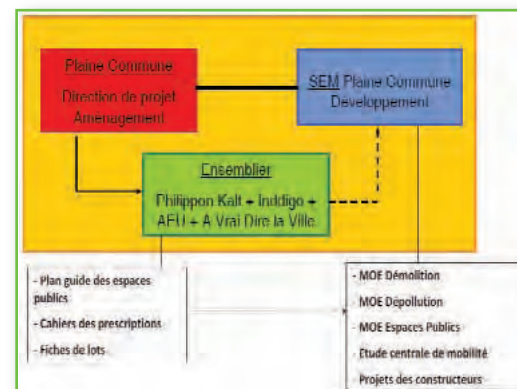 Plaine Commune
Direction de projet
Aménagement
SEM Plaine Commune
Developpement
Ensemblier
Philippon Kalt + Inddigo +
AEU + A Vrai Dire la Ville
- Plan guide des espaces
publics
- Cahiers des prescriptions
- Fiches de lots
- MOE Démolition
- MOE Dépollution
- MOE Espaces Publics
- Etude centrale de mobilité
- Projets des constructeurs